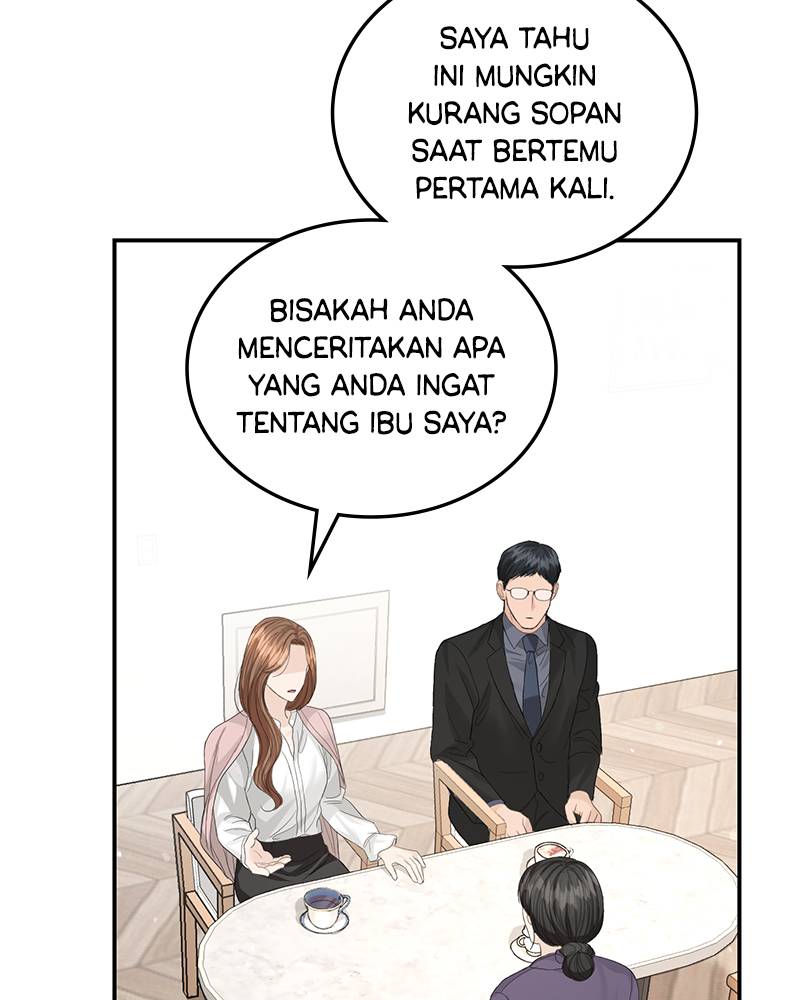 SAYA TAHU
INI MUNGKIN
KURANG SOPAN
SAAT BERTEMU
PERTAMA KALI.
BISAKAH ANDA
MENCERITAKAN APA
YANG ANDA INGAT
TENTANG IBU SAYA?